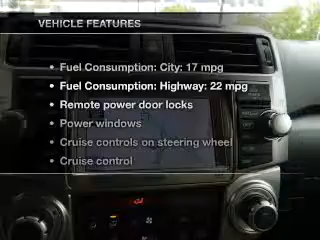 VEHICLE FEATURES
• Fuel Consumption: City: 17 mpg
• Fuel Consumption: Highway: 22 mpg
• Remote power door locks
• Power windows
• Cruise controls on steering wheel
• Cruise control